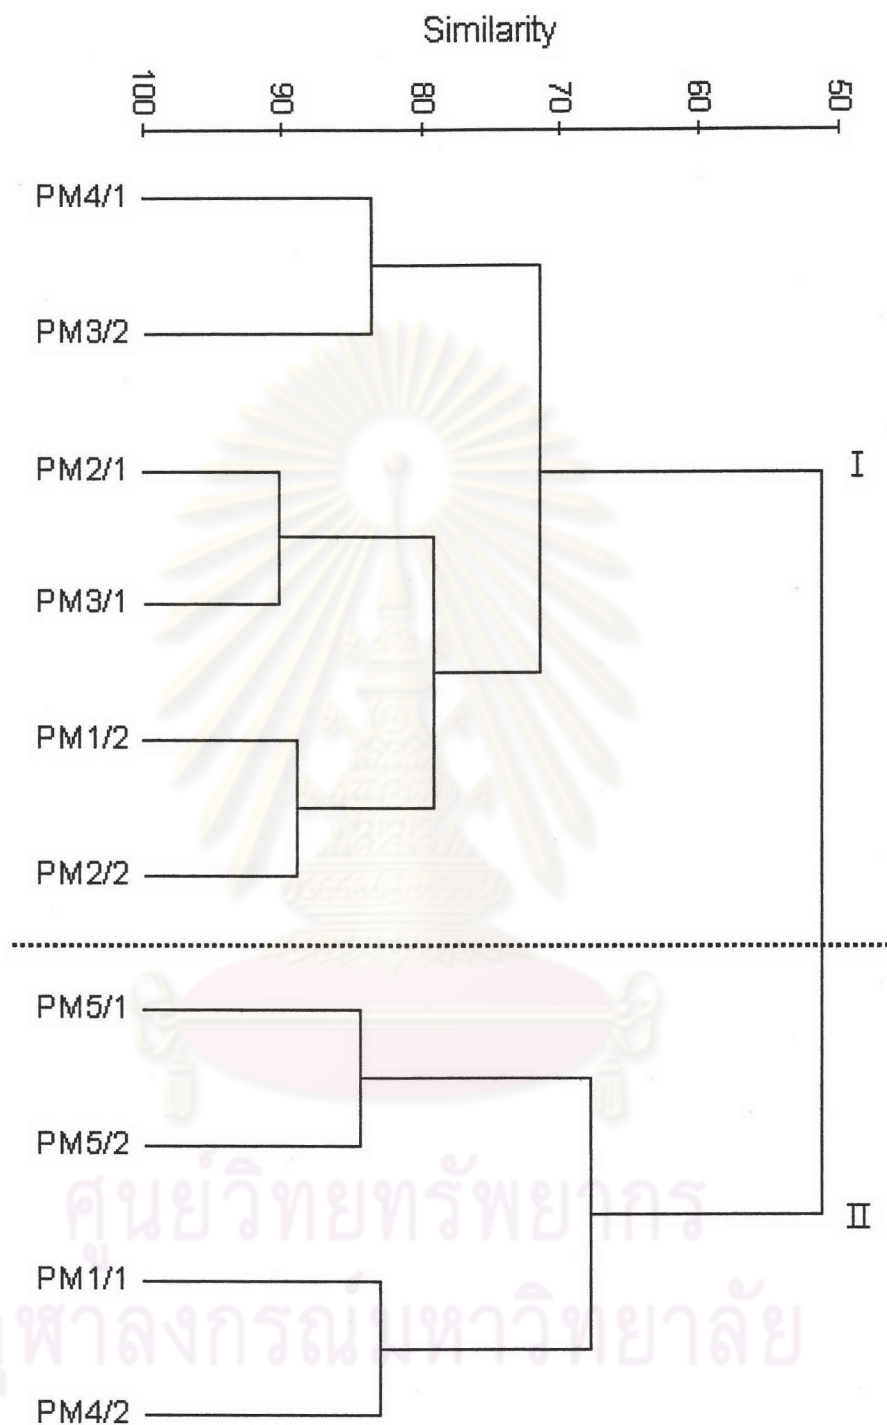 Similarity
100 90 80 70 60 50
PM4/1
PM3/2
PM2/1
I
PM3/1
PM1/2
PM2/2
PM5/1
PM5/2
ศูนย์วิทยทรัพยากร
II
PM1/1
จุฬาลงกรณ์มหาวิทยาลัย
PM4/2